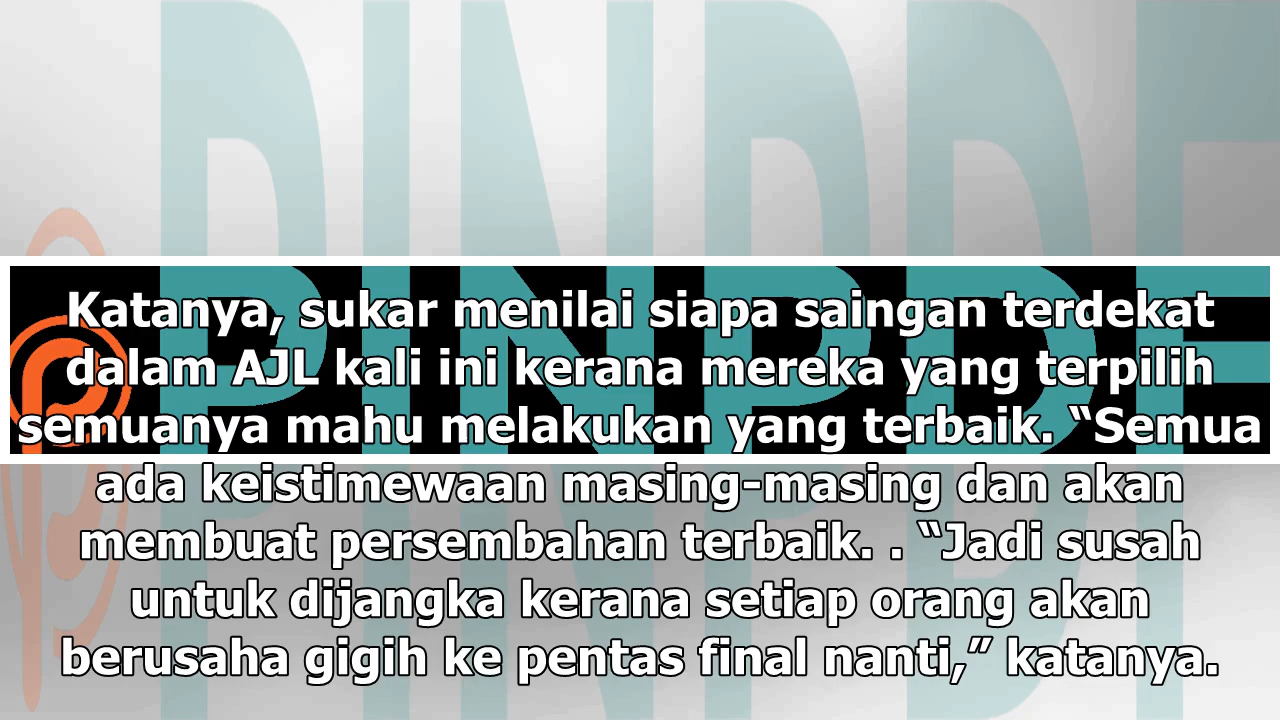 Katanya, sukar menilai siapa saingan terdekat
dalam AJL kali ini kerana mereka yang terpilih
semuanya mahu melakukan yang terbaik. “Semua
ada keistimewaan masing-masing dan akan
membuat persembahan terbaik. . “Jadi susah
untuk dijangka kerana setiap orang akan
berusaha gigih ke pentas final nanti,” katanya.